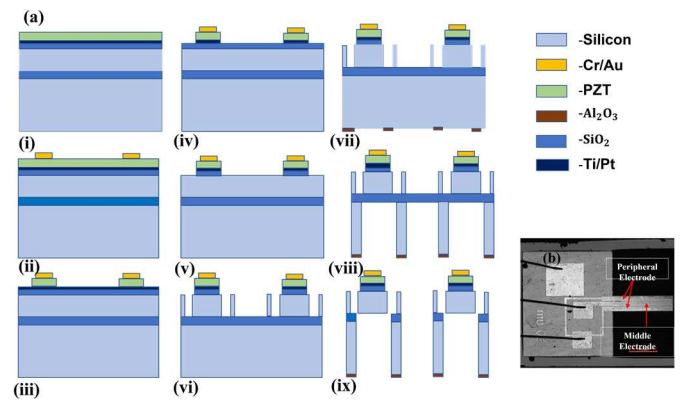 (a)
(i)
(ii)
(iii)
(iv)
(v)
(vi)
(vii)
(viii)
(ix)
-Silicon
-Cr/Au
-PZT
-Al₂O₃
-SiO₂
-Ti/Pt
(b)
Peripheral
Electrode
Middle
Electrode